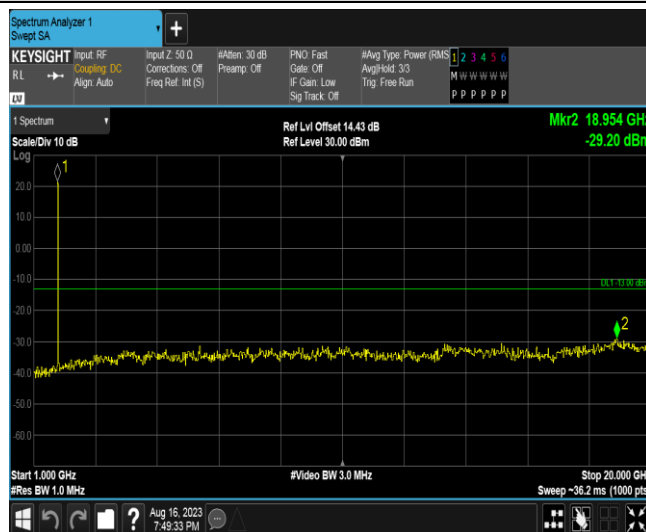 Spectrum Analyzer 1
Swept SA
+
KEYSIGHT
RL
Input: RF
Coupling: DC
Align: Auto
Input Z: 50 Ω
Corrections: Off
Freq Ref: Int (S)
#Atten: 30 dB
Preamp: Off
PNO: Fast
Gate: Off
IF Gain: Low
Sig Track: Off
#Avg Type: Power (RMS
Avg|Hold: 3/3
Trig: Free Run
1 2 3 4 5 6
M W W W W W
P P P P P P
LXI
1 Spectrum
Scale/Div 10 dB
Ref Lvl Offset 14.43 dB
Ref Level 30.00 dBm
Mkr2 18.954 GHz
-29.20 dBm
Log
1
20.0
10.0
0.00
-10.0
DL1 -13.00 dBm
-20.0
2
-30.0
-40.0
-50.0
-60.0
Start 1.000 GHz
#Video BW 3.0 MHz
Stop 20.000 GHz
#Res BW 1.0 MHz
Sweep ~36.2 ms (1000 pts
?
Aug 16, 2023
7:49:33 PM